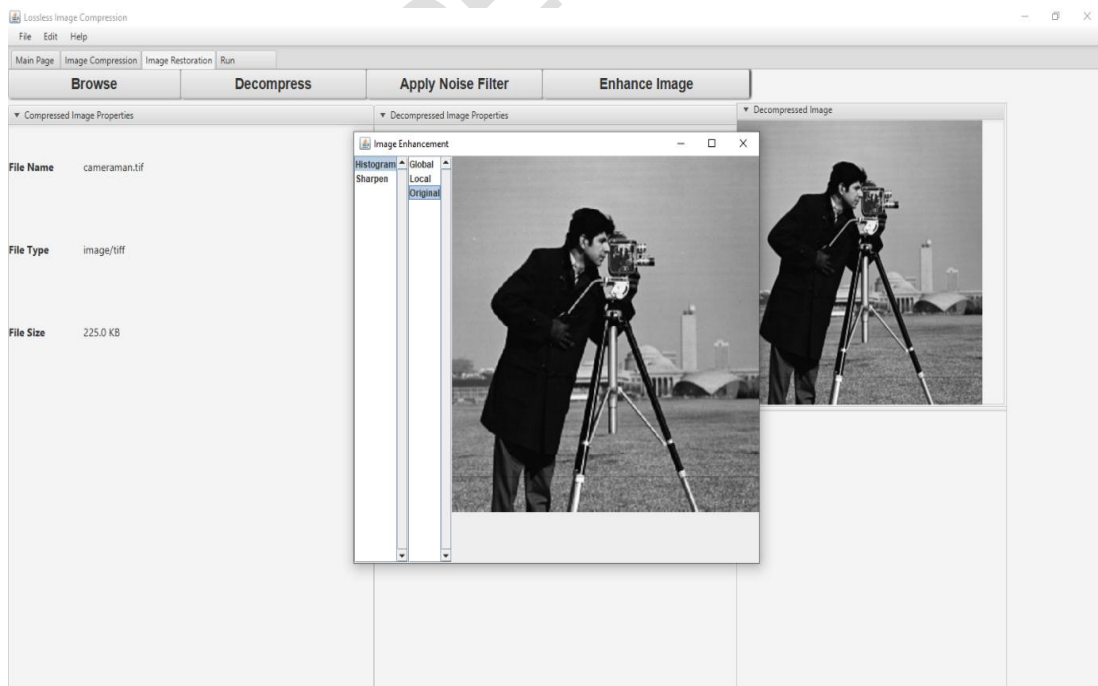 Lossless Image Compression
File Edit Help
Main Page Image Compression Image Restoration Run
Browse Decompress Apply Noise Filter Enhance Image
▼ Compressed Image Properties
▼ Decompressed Image Properties
▼ Decompressed Image
File Name cameraman.tif
File Type image/tiff
File Size 225.0 KB
Image Enhancement
Histogram
Sharpen
Global
Local
Original